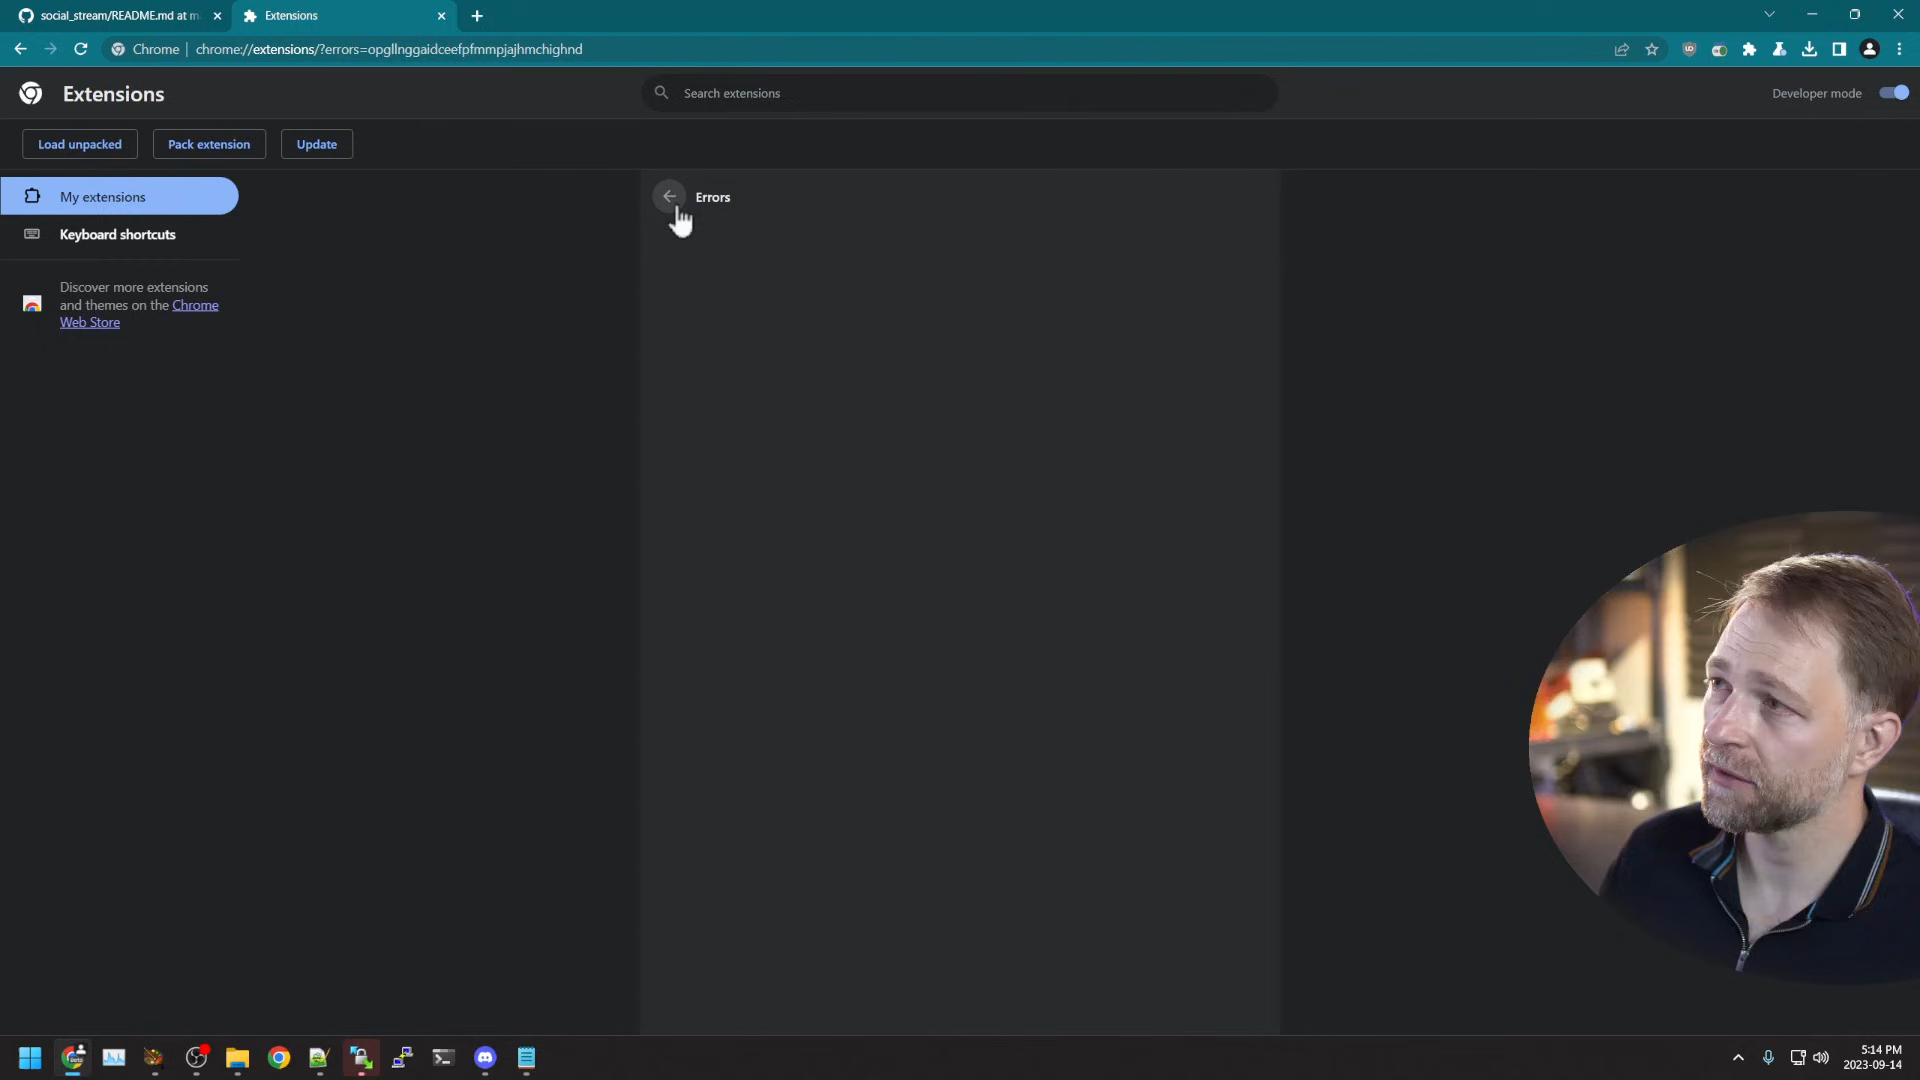 social_stream/README.md at m
Extensions
Chrome
chrome://extensions/?errors=opgllnggaidceefpfmmpjajhmchighnd
Extensions
Search extensions
Developer mode
Load unpacked
Pack extension
Update
My extensions
Keyboard shortcuts
Discover more extensions
and themes on the Chrome
Web Store
Errors
5:14 PM
2023-09-14